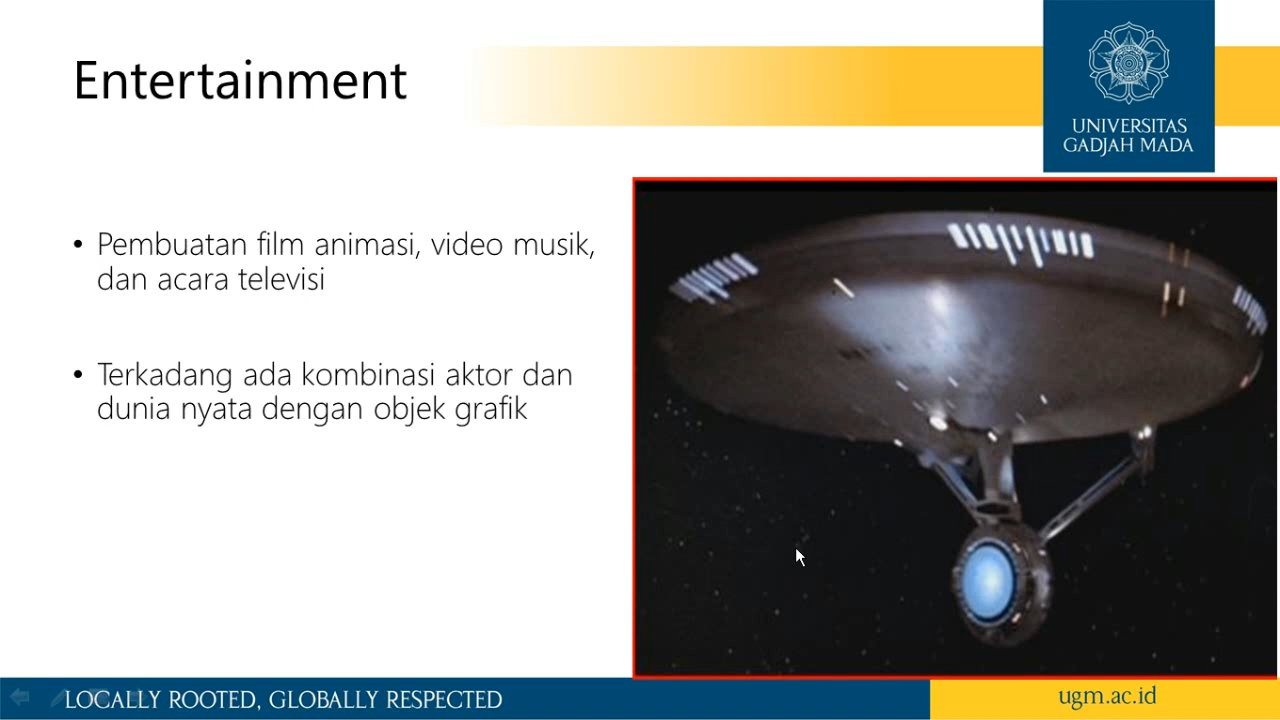 Entertainment
UNIVERSITAS
GADJAH MADA
• Pembuatan film animasi, video musik,
dan acara televisi
• Terkadang ada kombinasi aktor dan
dunia nyata dengan objek grafik
LOCALLY ROOTED, GLOBALLY RESPECTED
ugm.ac.id